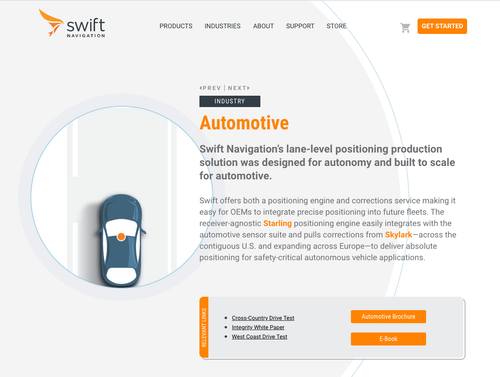 swift
NAVIGATION
PRODUCTS INDUSTRIES ABOUT SUPPORT STORE
GET STARTED
PREV | NEXT
INDUSTRY
Automotive
Swift Navigation's lane-level positioning production
solution was designed for autonomy and built to scale
for automotive.
Swift offers both a positioning engine and corrections service making it
easy for OEMs to integrate precise positioning into future fleets. The
receiver-agnostic Starling positioning engine easily integrates with the
automotive sensor suite and pulls corrections from Skylark—across the
contiguous U.S. and expanding across Europe—to deliver absolute
positioning for safety-critical autonomous vehicle applications.
RELEVANT LINKS
Cross-Country Drive Test
Integrity White Paper
West Coast Drive Test
Automotive Brochure
E-Book